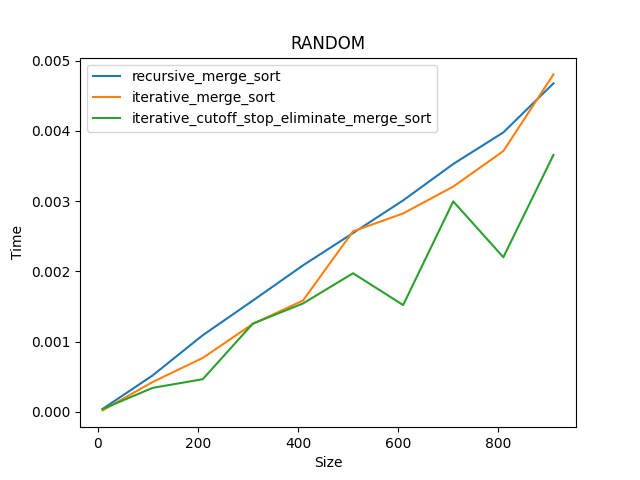 RANDOM
recursive_merge_sort
iterative_merge_sort
iterative_cutoff_stop_eliminate_merge_sort
0.005
0.004
0.003
0.002
0.001
0.000
Time
0 200 400 600 800
Size